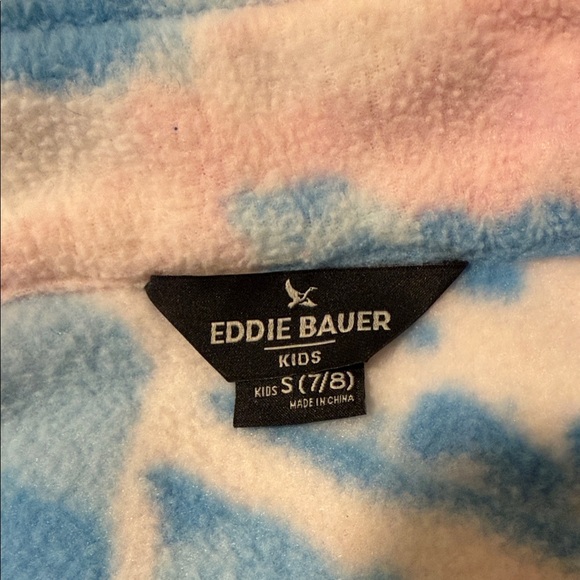 EDDIE BAUER
KIDS
KIDS S (7/8)
MADE IN CHINA